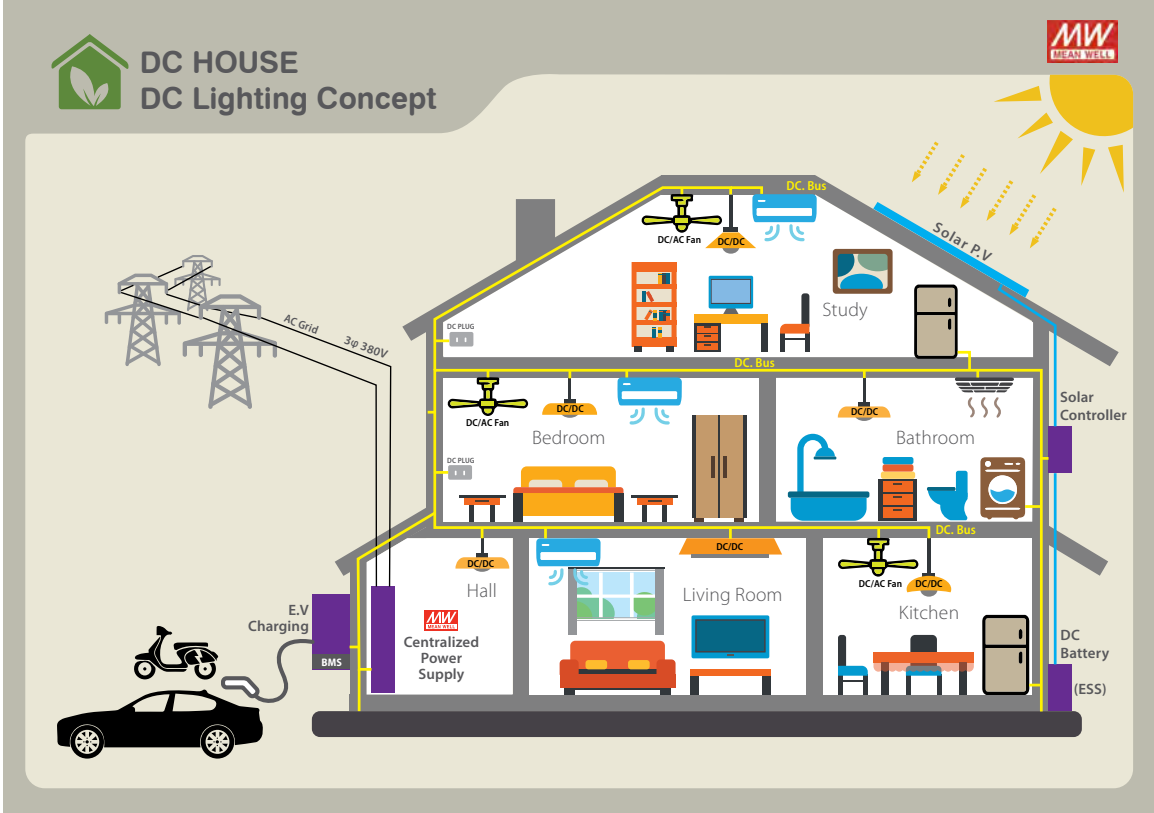 DC HOUSE
DC Lighting Concept
MW
MEAN WELL
DC. Bus
DC/AC Fan
DC/DC
Solar P.V
Study
AC Grid
3φ 380V
DC PLUG
DC. Bus
DC/AC Fan
DC/DC
Bedroom
DC/DC
Bathroom
Solar
Controller
DC PLUG
DC. Bus
DC/DC
Hall
DC/DC
Living Room
DC/AC Fan
DC/DC
Kitchen
E.V
Charging
BMS
MW
MEAN WELL
Centralized
Power
Supply
DC
Battery
(ESS)